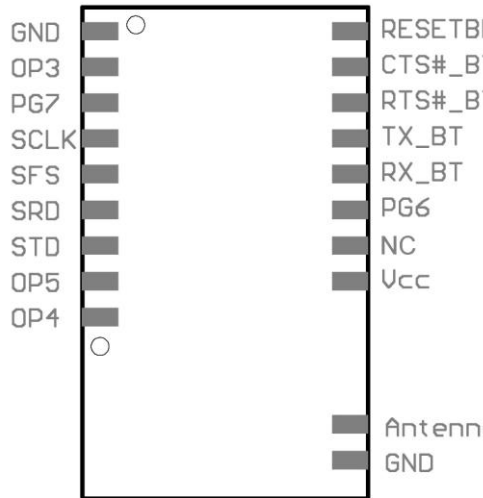 GND
OP3
PG7
SCLK
SFS
SRD
STD
OP5
OP4
CTS#_B
RTS#_B
TX_BT
RX_BT
PG6
NC
Vcc
Antenn
GND